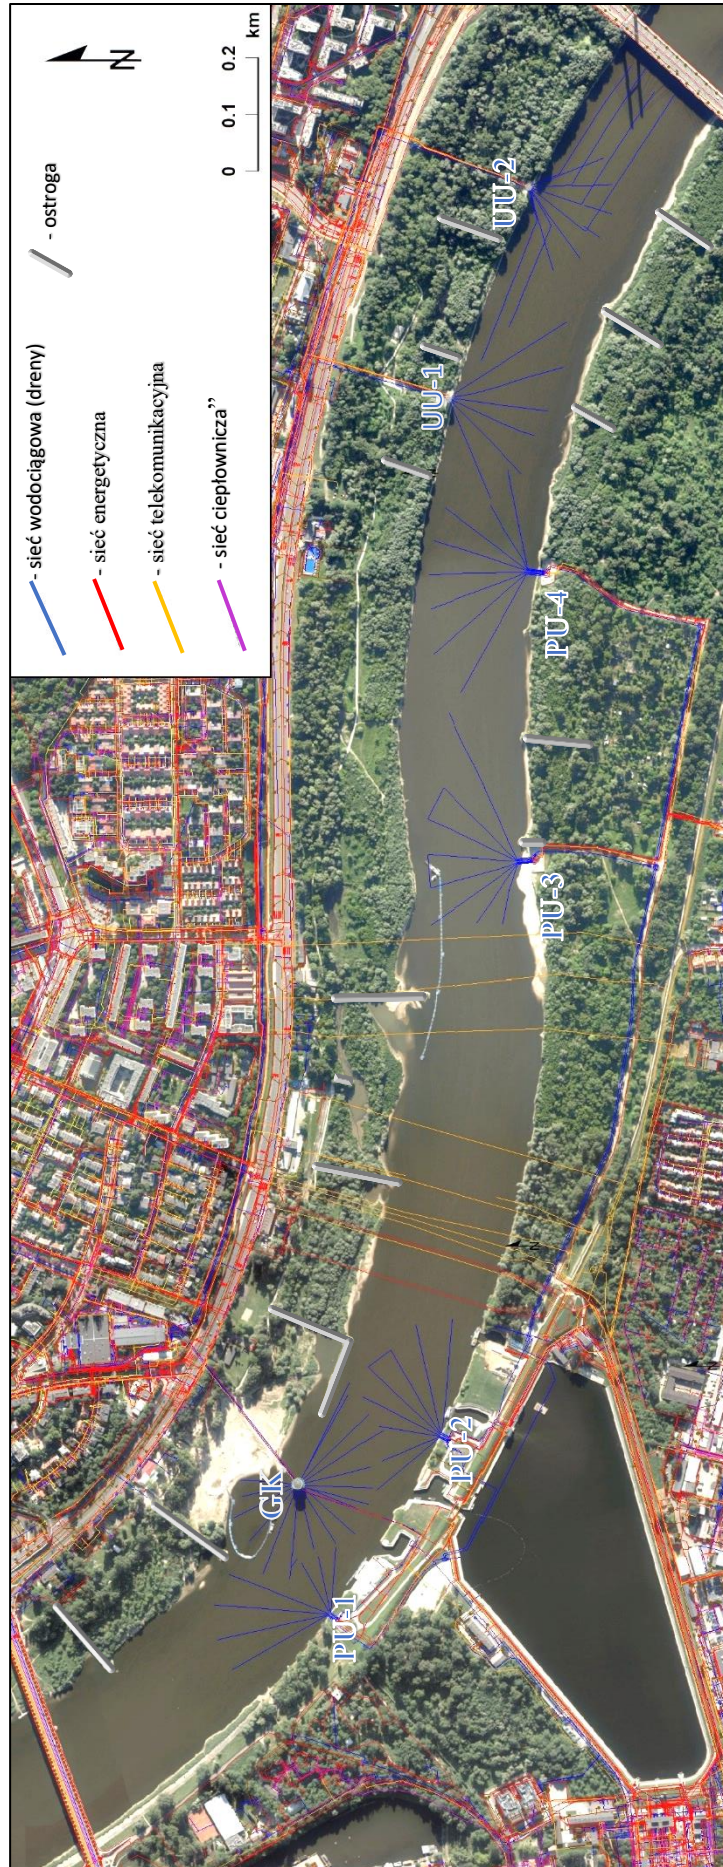 - sieć wodociągowa (dreny)
- sieć energetyczna
- sieć telekomunikacyjna
- sieć ciepłownicza”
- ostroga
N
0 0.1 0.2
km
PU-1
GK
PU-2
PU-3
PU-4
UU-1
UU-2
N
N